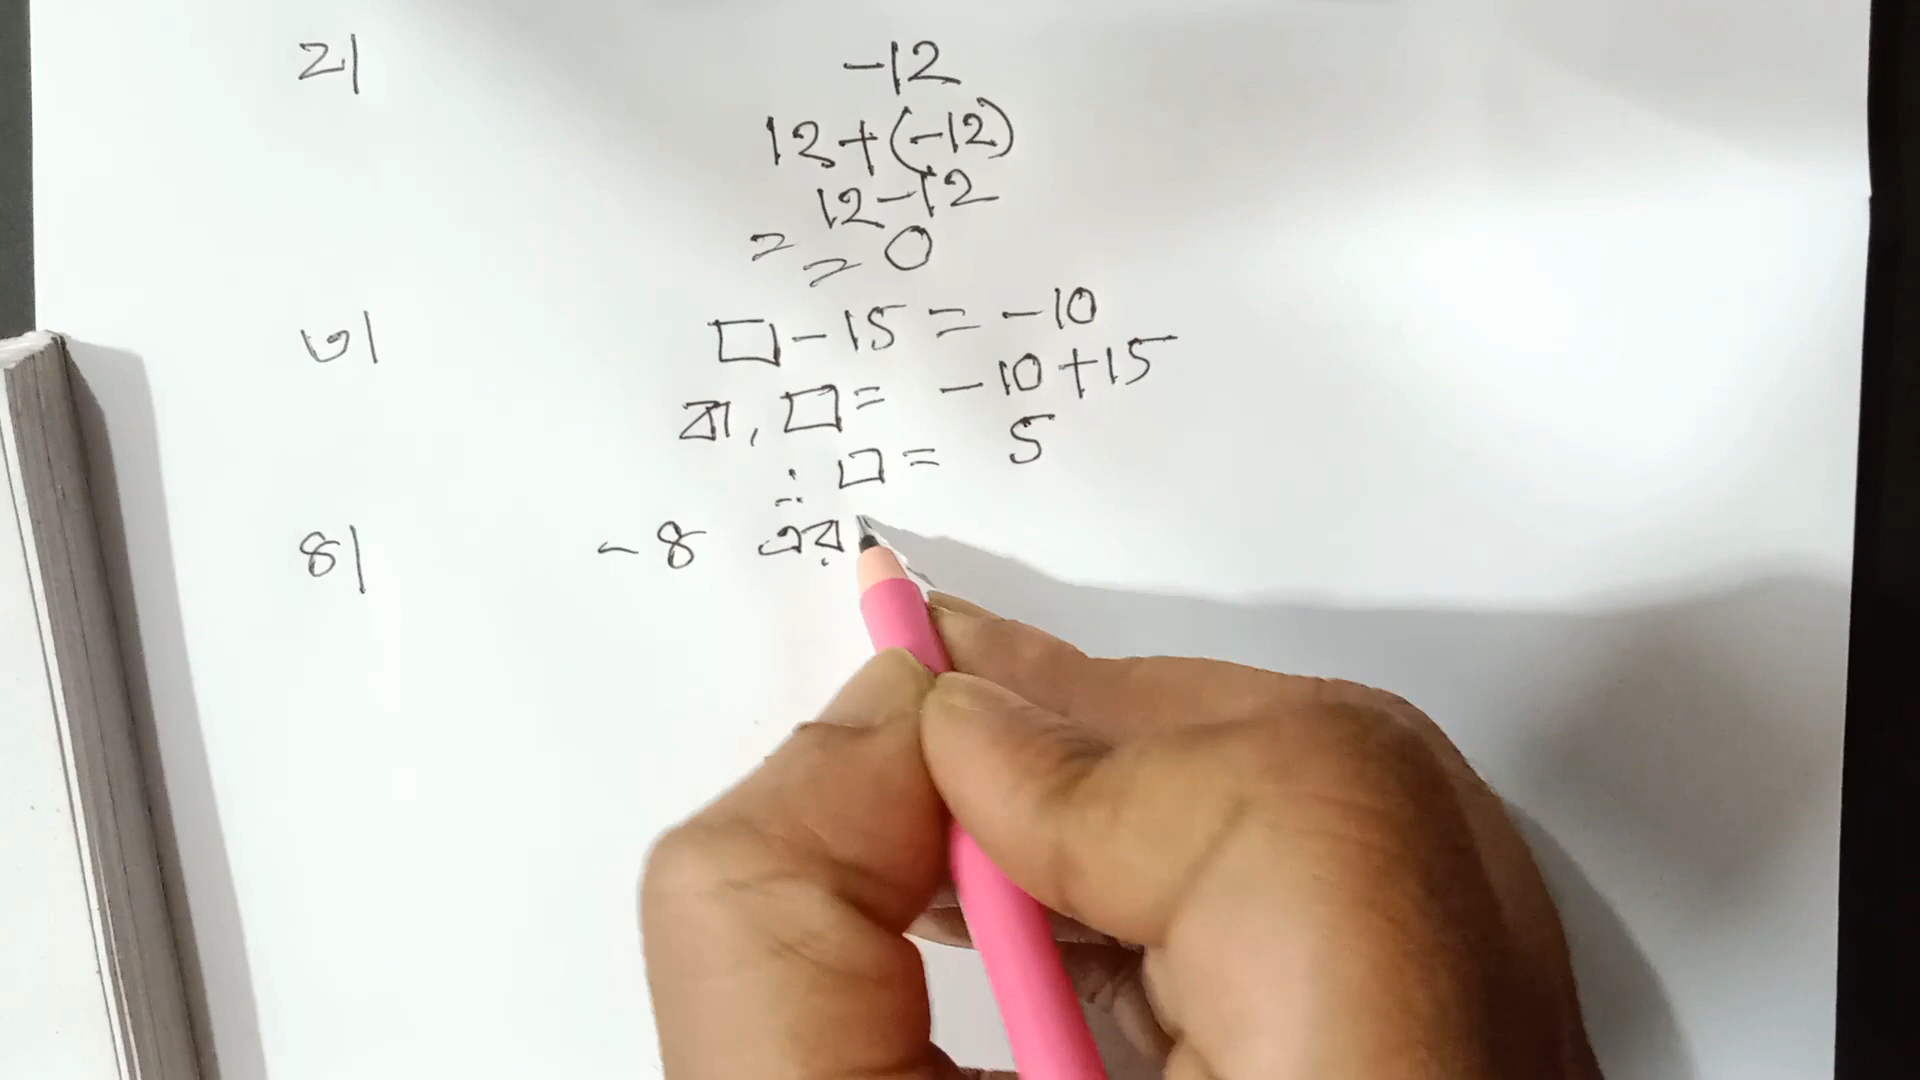 ২। -12
12+(-12)
12-12
=
= 0
৩। □-15 = -10
বা, □ = -10+15
∴ □ = 5
৪। -8 এর